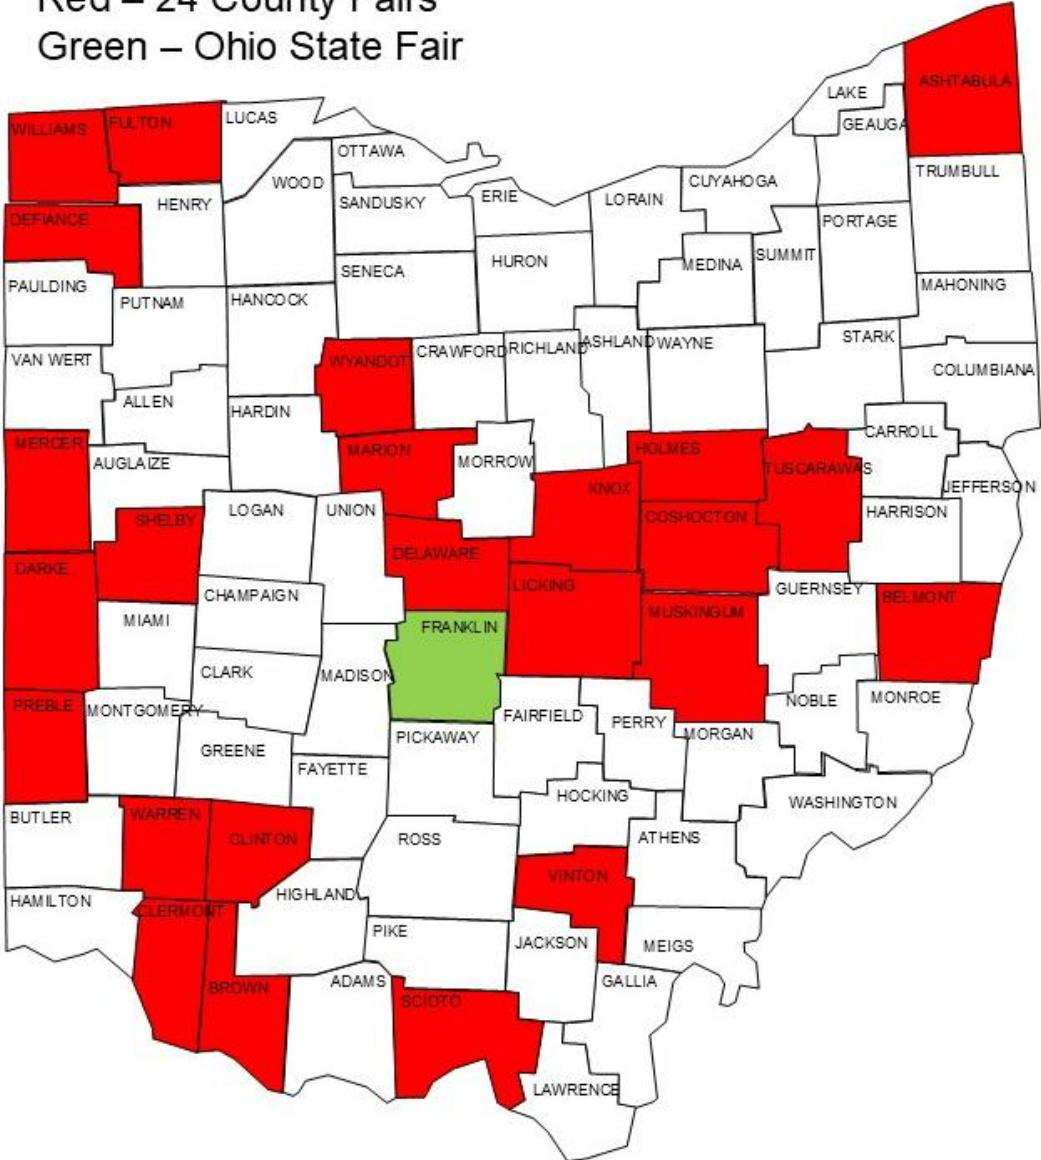 Red – 24 County Fairs
Green – Ohio State Fair
ASHTABULA
LAKE
GEAUGA
WILLIAMS
FULTON
LUCAS
OTTAWA
WOOD
CUYAHOGA
TRUMBULL
HENRY
SANDUSKY
ERIE
LORAIN
DEFIANCE
PORTAGE
SUMMIT
MEDINA
HURON
SENECA
PAULDING
MAHONING
PUTNAM
HANCOCK
STARK
VAN WERT
WYANDOT
CRAWFORD
RICHLAND
ASHLAND
WAYNE
COLUMBIANA
ALLEN
HARDIN
CARROLL
MERCER
AUGLAIZE
MARION
MORROW
HOLMES
TUSCARAWAS
JEFFERSON
KNOX
SHELBY
LOGAN
UNION
COSHOCTON
HARRISON
DELAWARE
DARKE
LICKING
GUERNSEY
BELMONT
CHAMPAIGN
MIAMI
FRANKLIN
MUSKINGUM
CLARK
MADISON
PREBLE
MONTGOMERY
NOBLE
MONROE
FAIRFIELD
PERRY
MORGAN
PICKAWAY
GREENE
FAYETTE
HOCKING
WASHINGTON
BUTLER
WARREN
CLINTON
ROSS
ATHENS
VINTON
HIGHLAND
HAMILTON
CLERMONT
PIKE
JACKSON
MEIGS
BROWN
ADAMS
SCIOTO
GALLIA
LAWRENCE